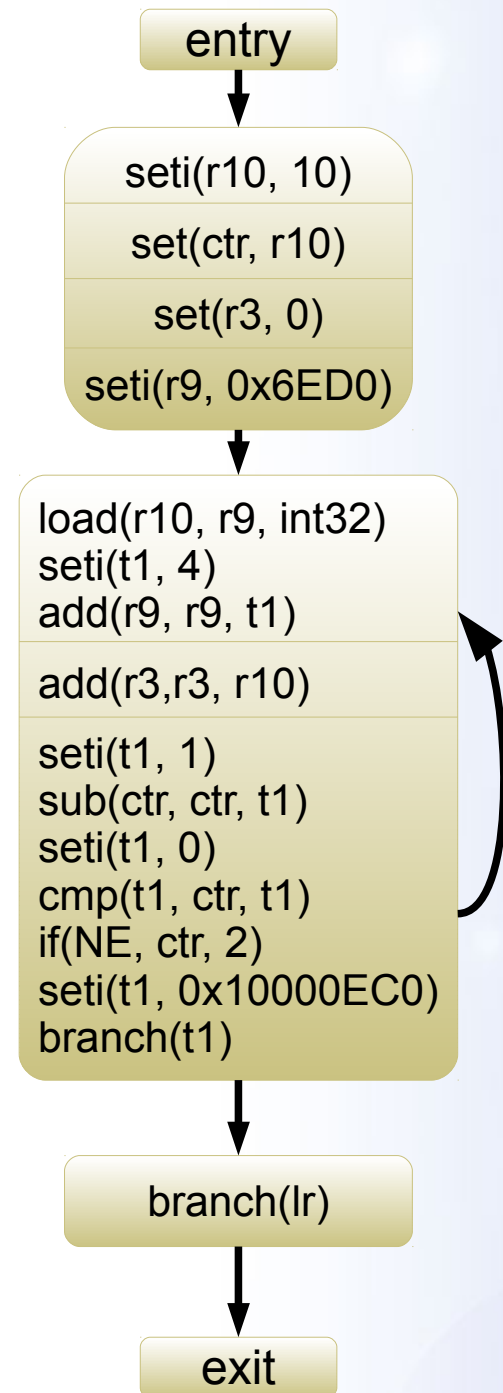 entry
seti(r10, 10)
set(ctr, r10)
set(r3, 0)
seti(r9, 0x6ED0)
load(r10, r9, int32)
seti(t1, 4)
add(r9, r9, t1)
add(r3,r3, r10)
seti(t1, 1)
sub(ctr, ctr, t1)
seti(t1, 0)
cmp(t1, ctr, t1)
if(NE, ctr, 2)
seti(t1, 0x10000EC0)
branch(t1)
branch(lr)
exit